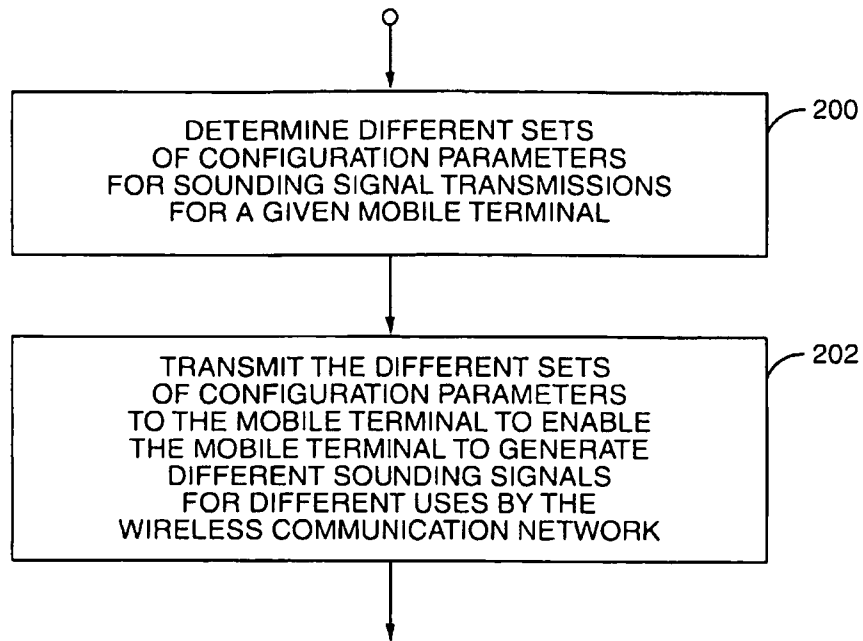 DETERMINE DIFFERENT SETS
OF CONFIGURATION PARAMETERS
FOR SOUNDING SIGNAL TRANSMISSIONS
FOR A GIVEN MOBILE TERMINAL
200
TRANSMIT THE DIFFERENT SETS
OF CONFIGURATION PARAMETERS
TO THE MOBILE TERMINAL TO ENABLE
THE MOBILE TERMINAL TO GENERATE
DIFFERENT SOUNDING SIGNALS
FOR DIFFERENT USES BY THE
WIRELESS COMMUNICATION NETWORK
202